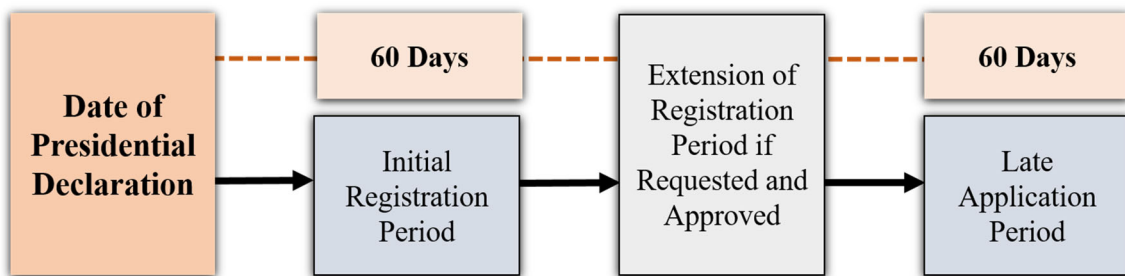 Date of
Presidential
Declaration
60 Days
Initial
Registration
Period
Extension of
Registration
Period if
Requested and
Approved
60 Days
Late
Application
Period